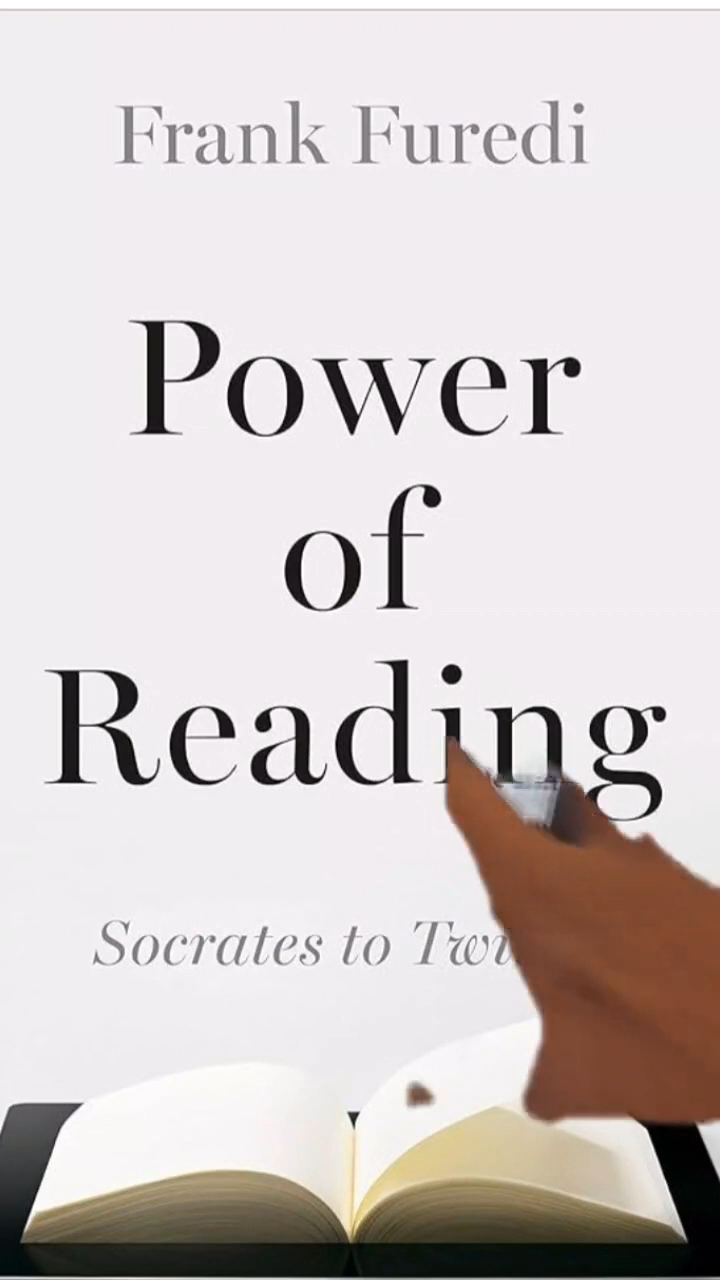 Frank Furedi
Power
of
Reading
Socrates to